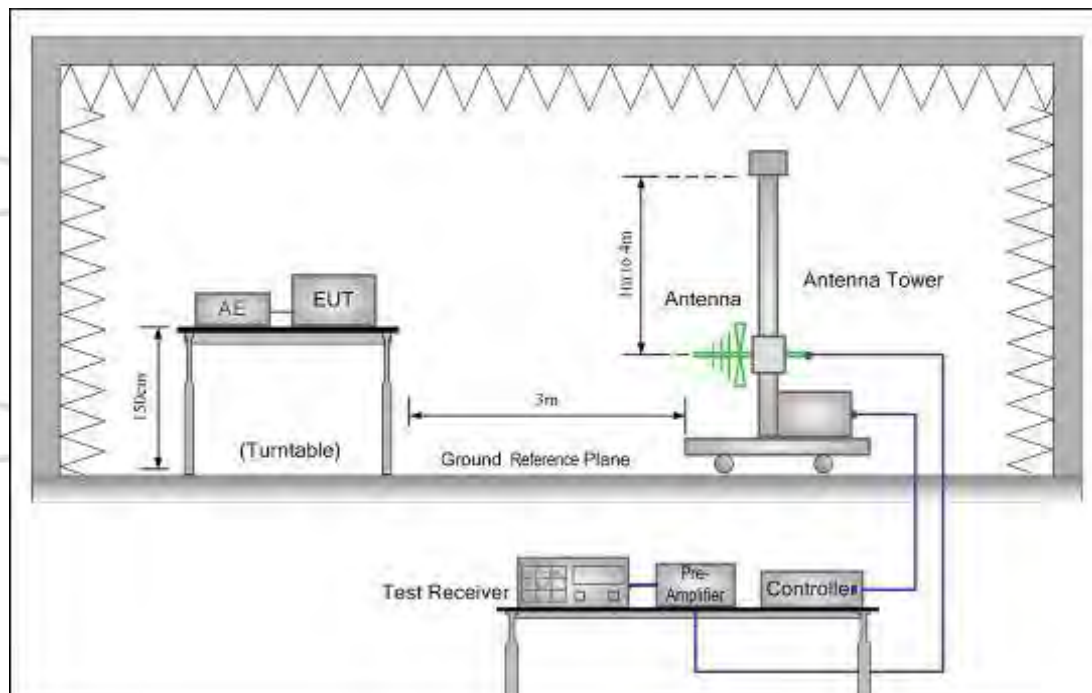 1m to 4m
Antenna
Antenna Tower
AE
EUT
150cm
3m
(Turntable)
Ground Reference Plane
Test Receiver
Pre-
Amplifier
Controller